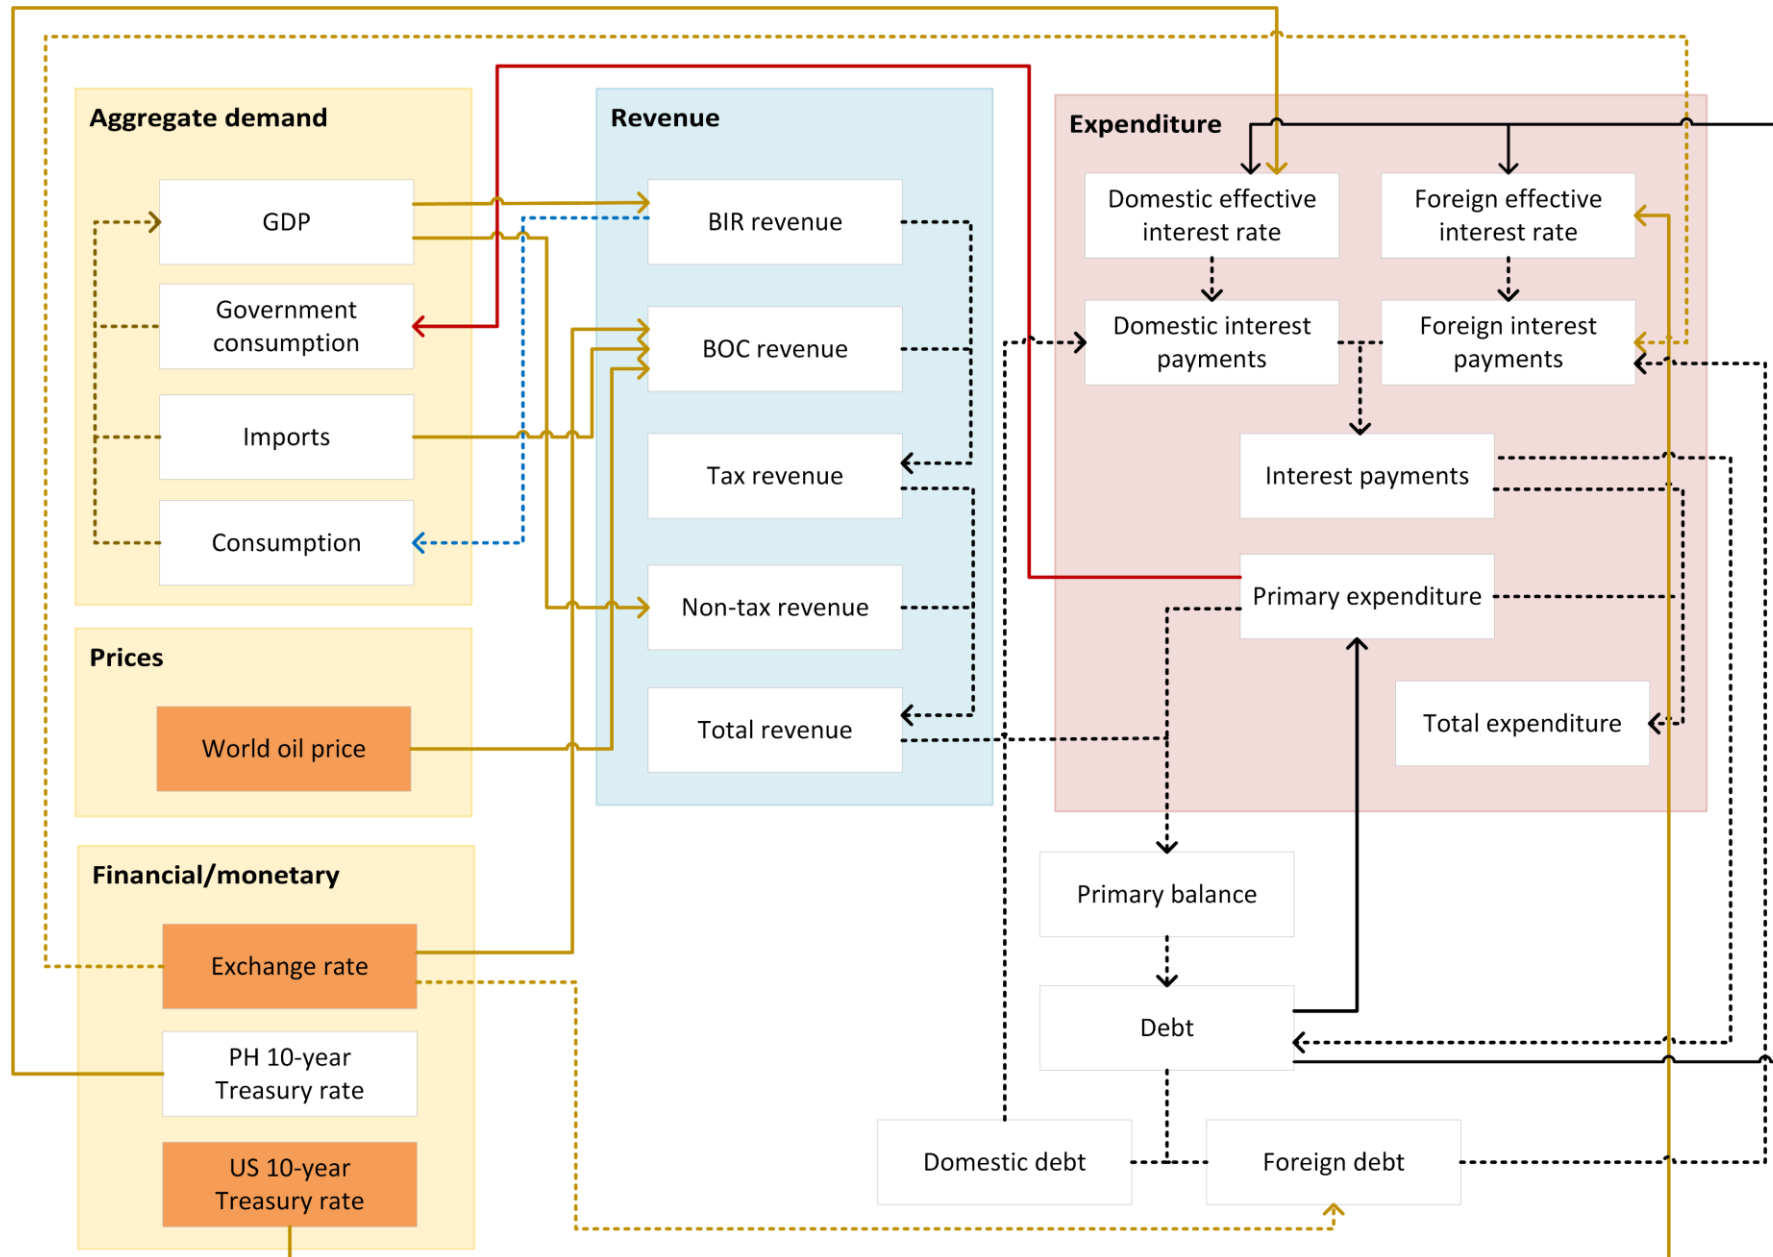 Aggregate demand
GDP
Government
consumption
Imports
Consumption
Prices
World oil price
Financial/monetary
Exchange rate
PH 10-year
Treasury rate
US 10-year
Treasury rate
Revenue
BIR revenue
BOC revenue
Tax revenue
Non-tax revenue
Total revenue
Expenditure
Domestic effective
interest rate
Foreign effective
interest rate
Domestic interest
payments
Foreign interest
payments
Interest payments
Primary expenditure
Total expenditure
Primary balance
Debt
Domestic debt
Foreign debt